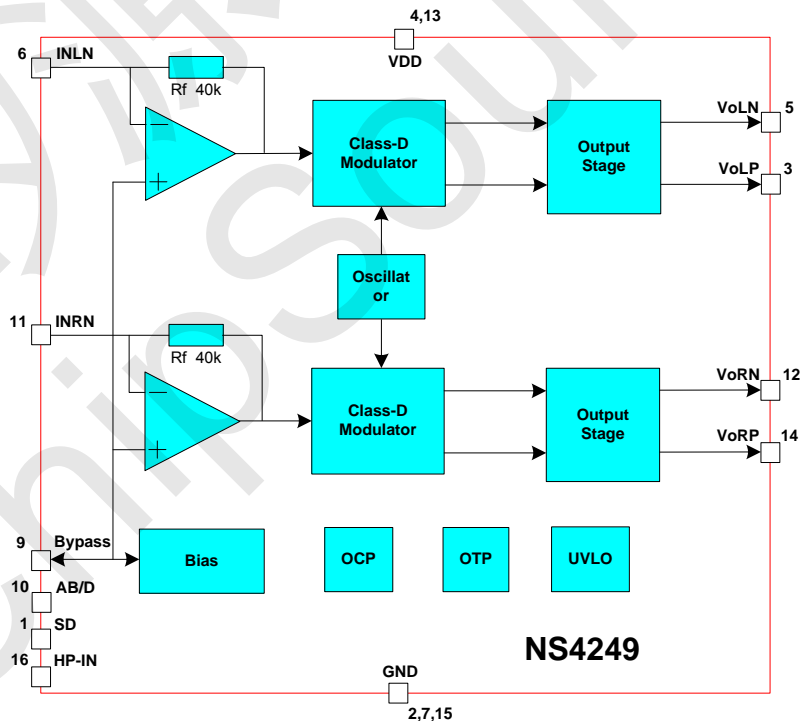 4,13
VDD
6 INLN
Rf 40k
Class-D
Modulator
Output
Stage
VoLN 5
VoLP 3
Oscillat
or
11 INRN
Rf 40k
Class-D
Modulator
Output
Stage
VoRN 12
VoRP 14
9 Bypass
Bias
OCP
OTP
UVLO
10 AB/D
1 SD
16 HP-IN
NS4249
GND
2,7,15